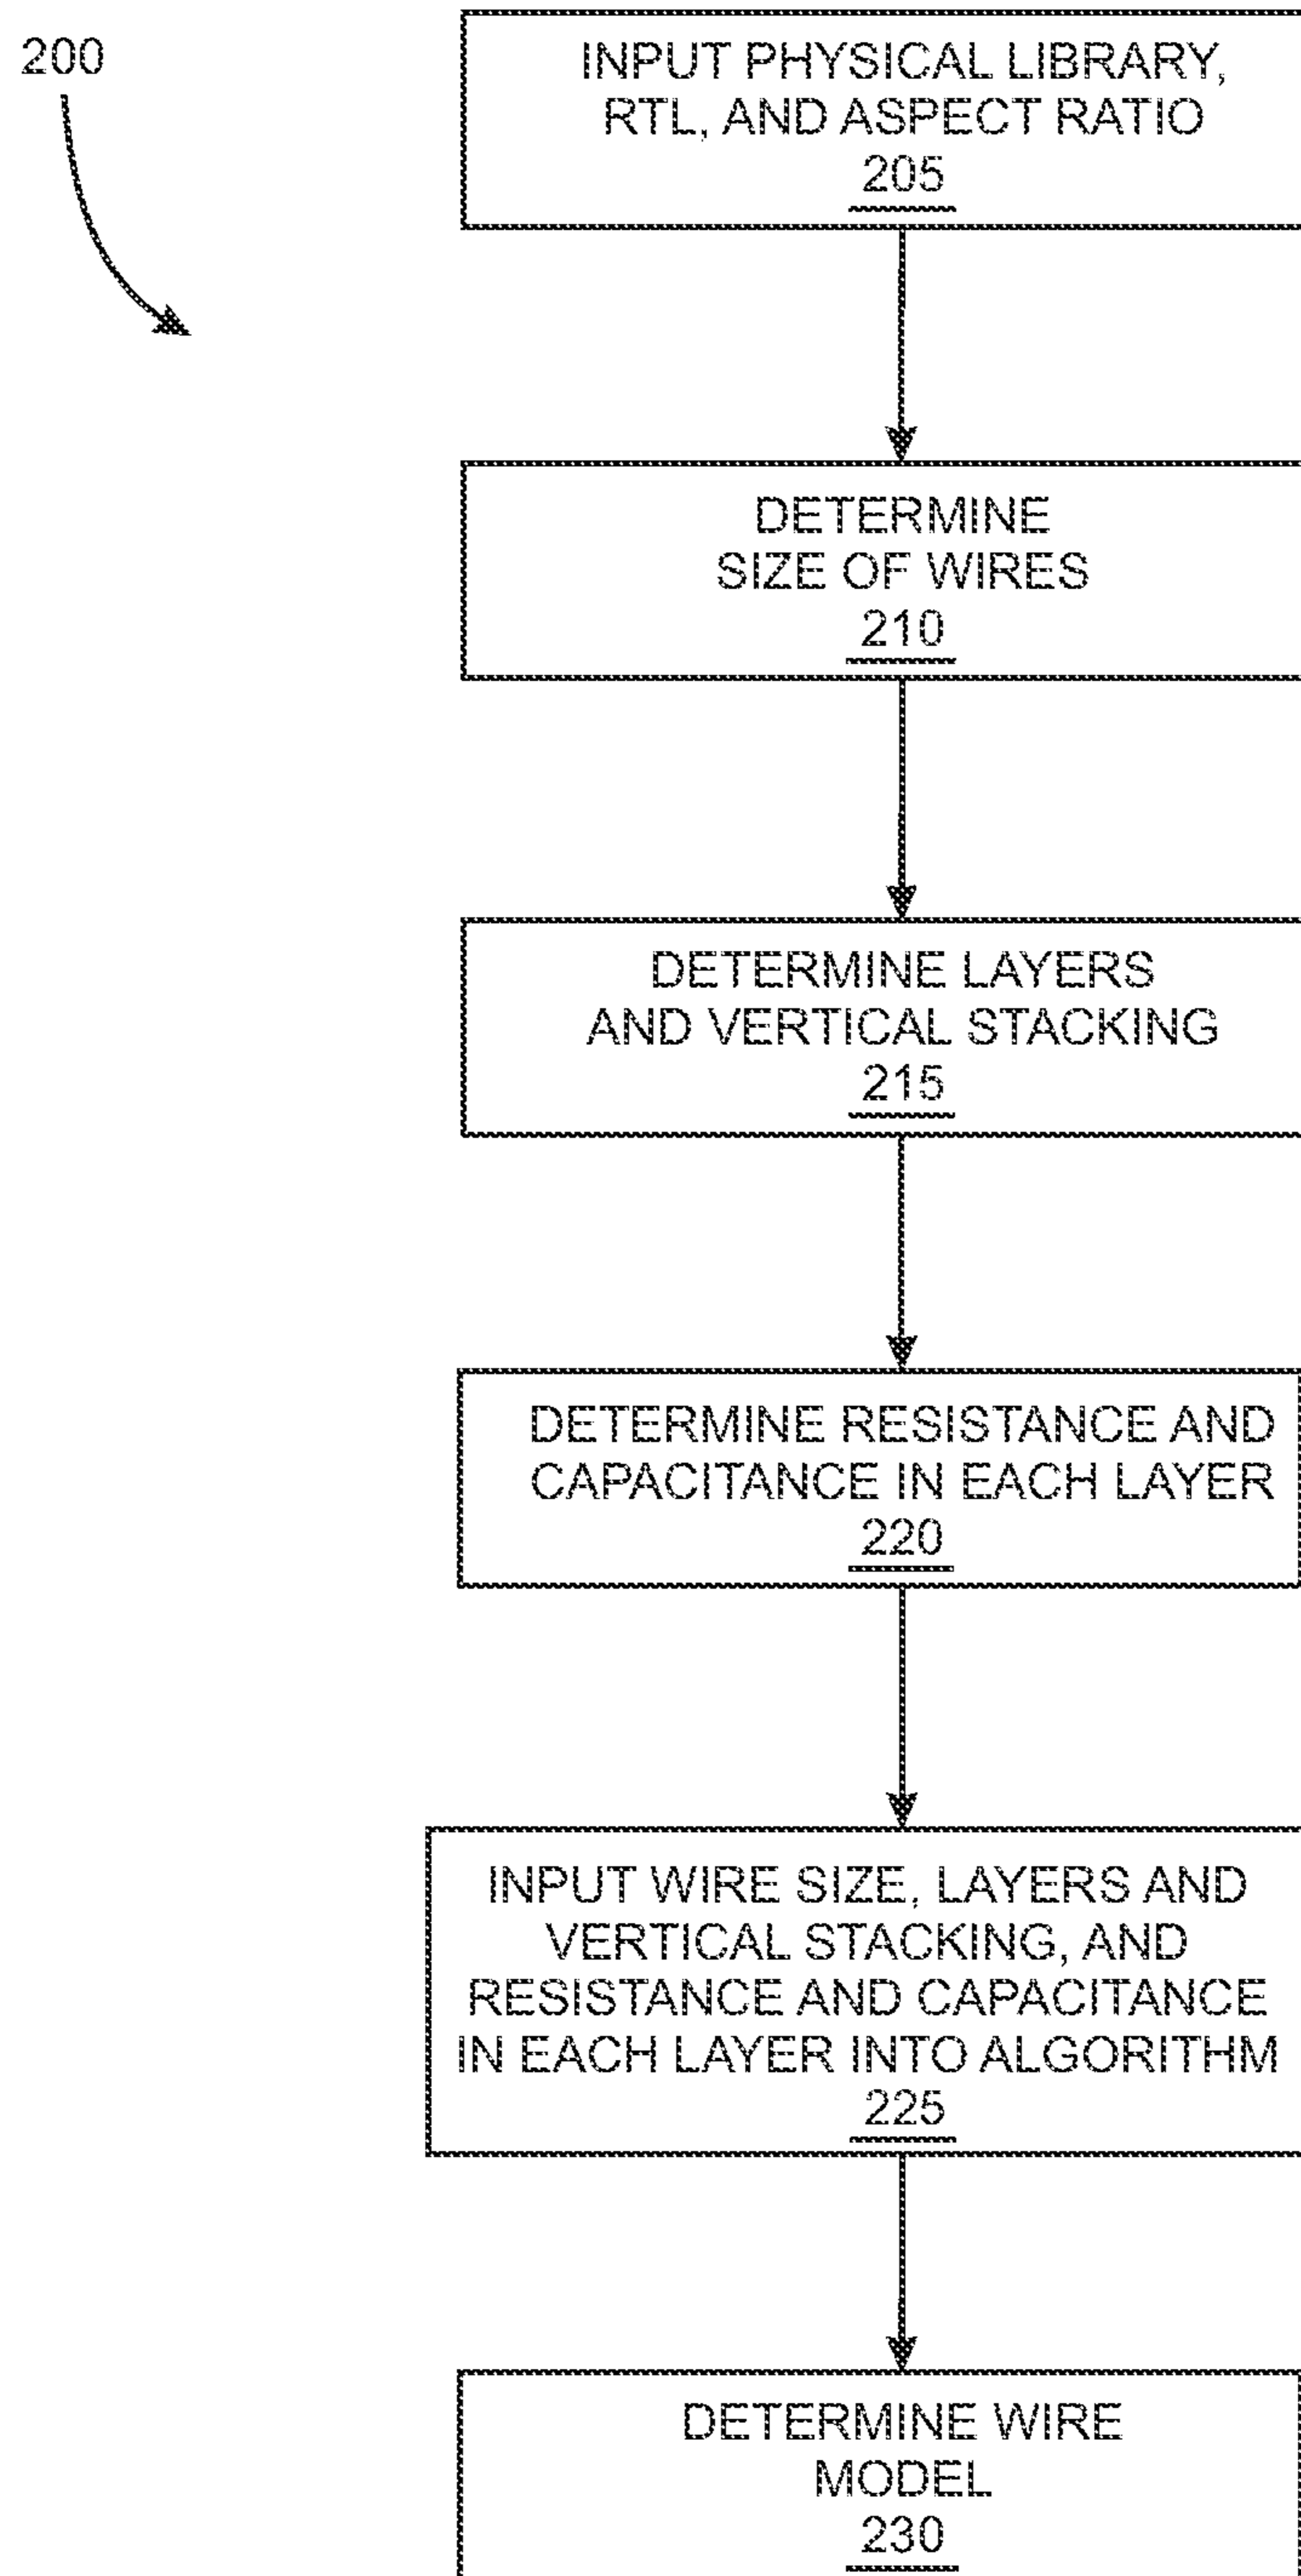 200
INPUT PHYSICAL LIBRARY,
RTL, AND ASPECT RATIO
205
DETERMINE
SIZE OF WIRES
210
DETERMINE LAYERS
AND VERTICAL STACKING
215
DETERMINE RESISTANCE AND
CAPACITANCE IN EACH LAYER
220
INPUT WIRE SIZE, LAYERS AND
VERTICAL STACKING, AND
RESISTANCE AND CAPACITANCE
IN EACH LAYER INTO ALGORITHM
225
DETERMINE WIRE
MODEL
230